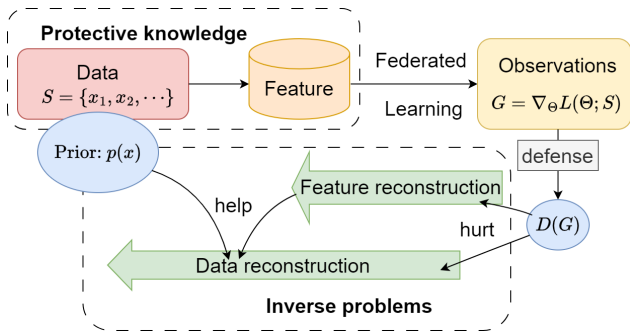 Protective knowledge
Data
S = {x₁, x₂, ⋯}
Feature
Federated
Learning
Observations
G = ∇_Θ L(Θ; S)
Prior: p(x)
defense
Feature reconstruction
help
D(G)
hurt
Data reconstruction
Inverse problems